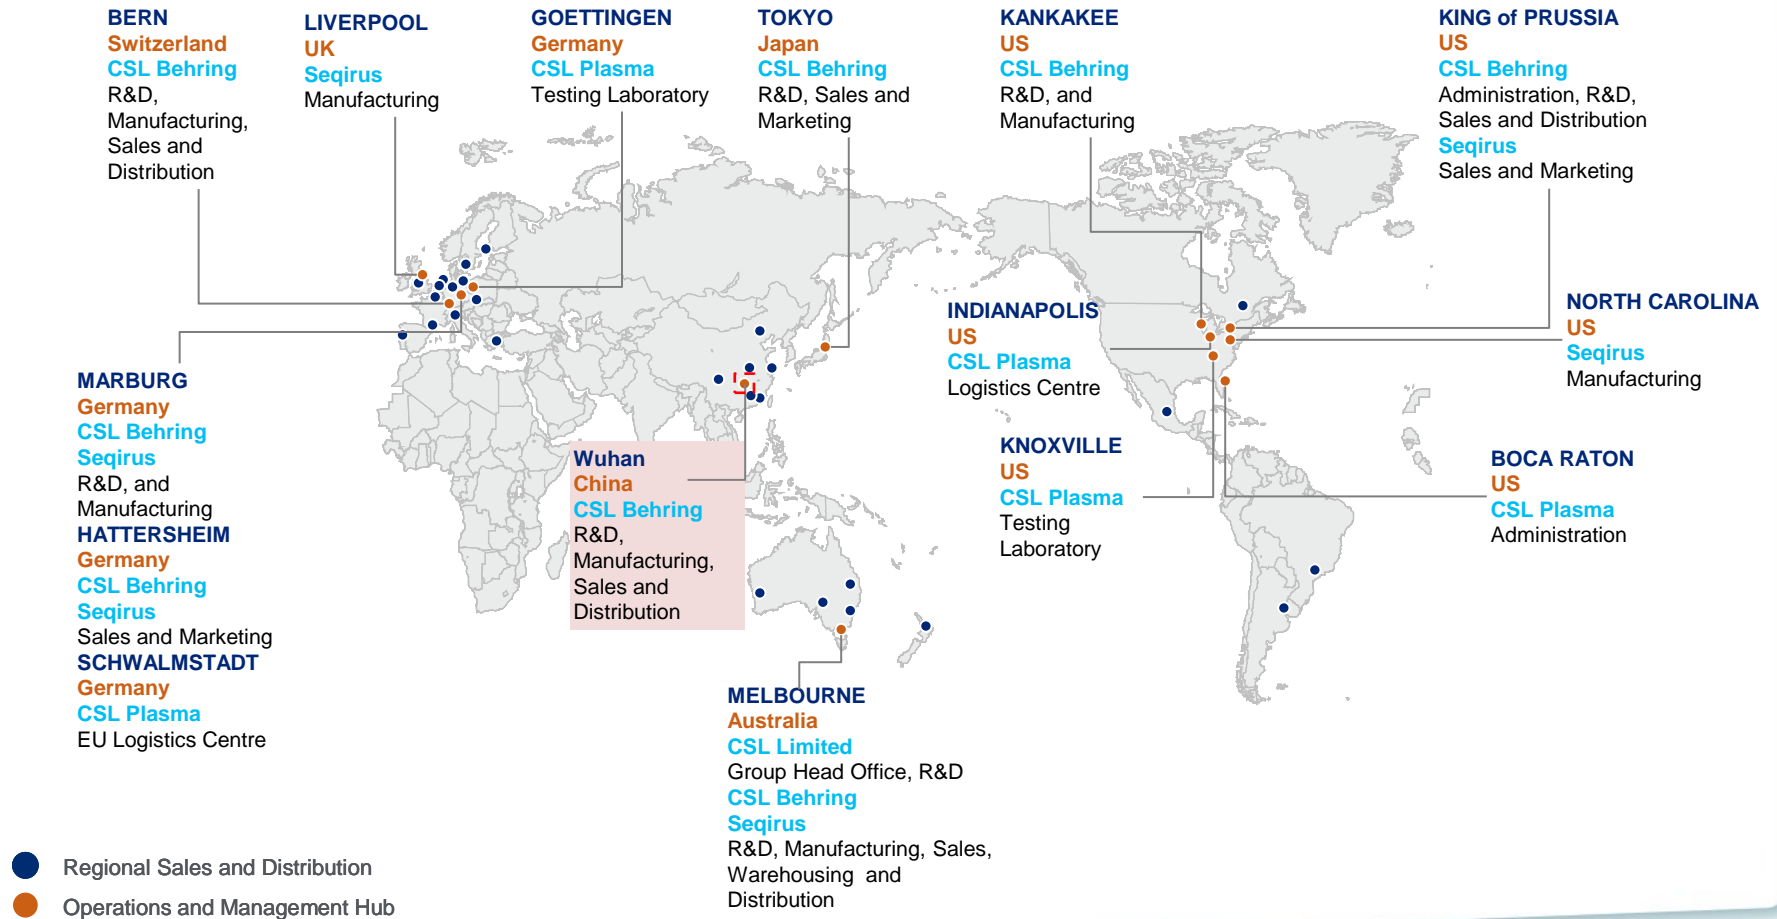 BERN
Switzerland
CSL Behring
R&D,
Manufacturing,
Sales and
Distribution
LIVERPOOL
UK
Seqirus
Manufacturing
GOETTINGEN
Germany
CSL Plasma
Testing Laboratory
TOKYO
Japan
CSL Behring
R&D, Sales and
Marketing
KANKAKEE
US
CSL Behring
R&D, and
Manufacturing
KING of PRUSSIA
US
CSL Behring
Administration, R&D,
Sales and Distribution
Seqirus
Sales and Marketing
INDIANAPOLIS
US
CSL Plasma
Logistics Centre
NORTH CAROLINA
US
Seqirus
Manufacturing
MARBURG
Germany
CSL Behring
Seqirus
R&D, and
Manufacturing
HATTERSHEIM
Germany
CSL Behring
Seqirus
Sales and Marketing
SCHWALMSTADT
Germany
CSL Plasma
EU Logistics Centre
Wuhan
China
CSL Behring
R&D,
Manufacturing,
Sales and
Distribution
KNOXVILLE
US
CSL Plasma
Testing
Laboratory
BOCA RATON
US
CSL Plasma
Administration
MELBOURNE
Australia
CSL Limited
Group Head Office, R&D
CSL Behring
Seqirus
R&D, Manufacturing, Sales,
Warehousing and
Distribution
Regional Sales and Distribution
Operations and Management Hub